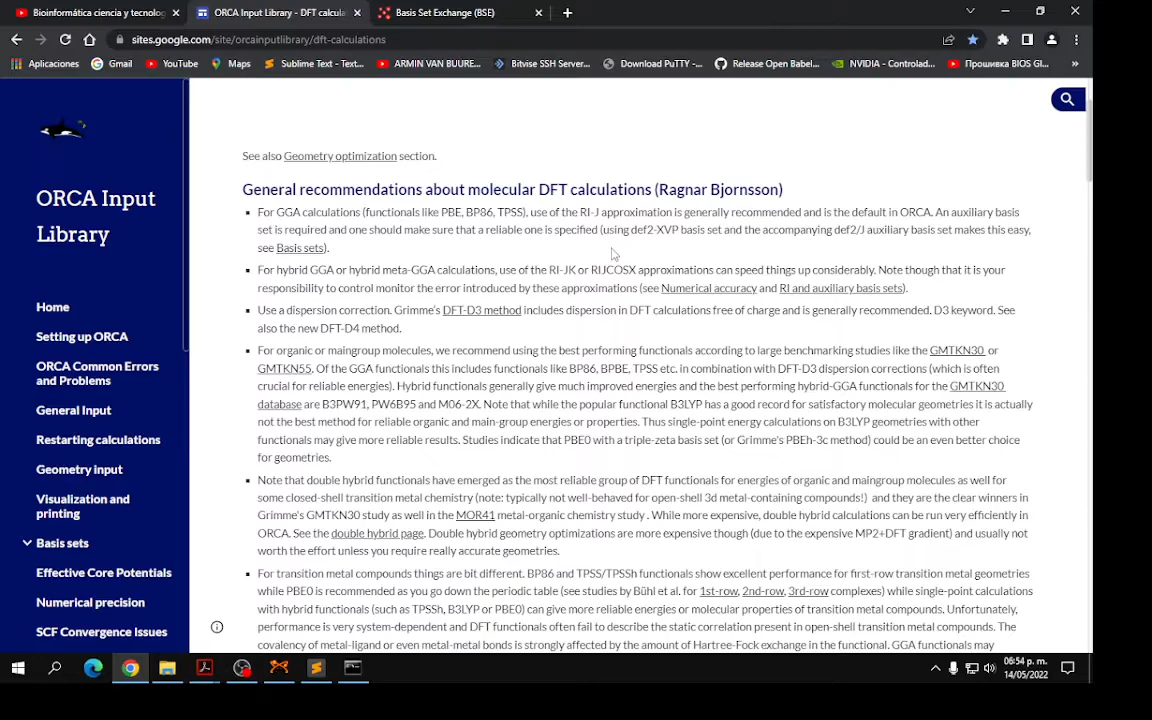 Bioinformática ciencia y tecnolog
ORCA Input Library - DFT calcula
Basis Set Exchange (BSE)
sites.google.com/site/orcainputlibrary/dft-calculations
Aplicaciones
Gmail
YouTube
Maps
Sublime Text - Text...
ARMIN VAN BUURE...
Bitvise SSH Server...
Download PuTTY -...
Release Open Babel...
NVIDIA - Controlad...
Прошивка BIOS GI...
ORCA Input
Library
Home
Setting up ORCA
ORCA Common Errors
and Problems
General Input
Restarting calculations
Geometry input
Visualization and
printing
Basis sets
Effective Core Potentials
Numerical precision
SCF Convergence Issues
See also Geometry optimization section.
General recommendations about molecular DFT calculations (Ragnar Bjornsson)
For GGA calculations (functionals like PBE, BP86, TPSS), use of the RI-J approximation is generally recommended and is the default in ORCA. An auxiliary basis
set is required and one should make sure that a reliable one is specified (using def2-XVP basis set and the accompanying def2/J auxiliary basis set makes this easy,
see Basis sets).
For hybrid GGA or hybrid meta-GGA calculations, use of the RI-JK or RIJCOSX approximations can speed things up considerably. Note though that it is your
responsibility to control monitor the error introduced by these approximations (see Numerical accuracy and RI and auxiliary basis sets).
Use a dispersion correction. Grimme's DFT-D3 method includes dispersion in DFT calculations free of charge and is generally recommended. D3 keyword. See
also the new DFT-D4 method.
For organic or maingroup molecules, we recommend using the best performing functionals according to large benchmarking studies like the GMTKN30 or
GMTKN55. Of the GGA functionals this includes functionals like BP86, BPBE, TPSS etc. in combination with DFT-D3 dispersion corrections (which is often
crucial for reliable energies). Hybrid functionals generally give much improved energies and the best performing hybrid-GGA functionals for the GMTKN30
database are B3PW91, PW6B95 and M06-2X. Note that while the popular functional B3LYP has a good record for satisfactory molecular geometries it is actually
not the best method for reliable organic and main-group energies or properties. Thus single-point energy calculations on B3LYP geometries with other
functionals may give more reliable results. Studies indicate that PBE0 with a triple-zeta basis set (or Grimme's PBEh-3c method) could be an even better choice
for geometries.
Note that double hybrid functionals have emerged as the most reliable group of DFT functionals for energies of organic and maingroup molecules as well for
some closed-shell transition metal chemistry (note: typically not well-behaved for open-shell 3d metal-containing compounds!) and they are the clear winners in
Grimme's GMTKN30 study as well in the MOR41 metal-organic chemistry study . While more expensive, double hybrid calculations can be run very efficiently in
ORCA. See the double hybrid page. Double hybrid geometry optimizations are more expensive though (due to the expensive MP2+DFT gradient) and usually not
worth the effort unless you require really accurate geometries.
For transition metal compounds things are bit different. BP86 and TPSS/TPSSh functionals show excellent performance for first-row transition metal geometries
while PBE0 is recommended as you go down the periodic table (see studies by Bühl et al. for 1st-row, 2nd-row, 3rd-row complexes) while single-point calculations
with hybrid functionals (such as TPSSh, B3LYP or PBE0) can give more reliable energies or molecular properties of transition metal compounds. Unfortunately,
performance is very system-dependent and DFT functionals often fail to describe the static correlation present in open-shell transition metal compounds. The
covalency of metal-ligand or even metal-metal bonds is strongly affected by the amount of Hartree-Fock exchange in the functional. GGA functionals may
06:54 p. m.
14/05/2022